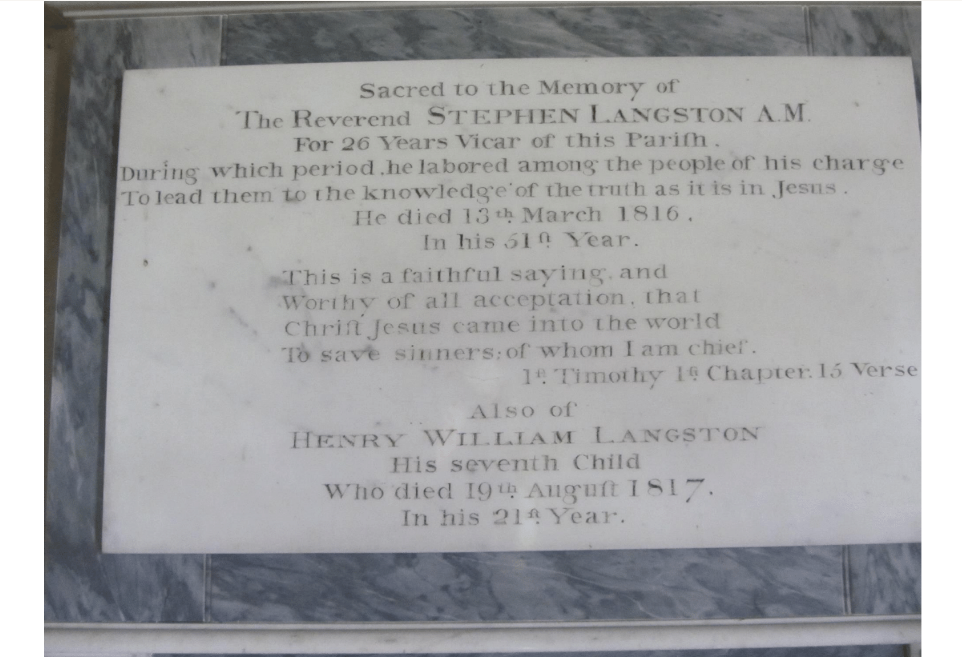 Sacred to the Memory of
The Reverend STEPHEN LANGSTON A.M.
For 26 Years Vicar of this Pariſh.
During which period he labored among the people of his charge
To lead them to the knowledge of the truth as it is in Jesus.
He died 13th March 1816.
In his 51ſt Year.
This is a faithful saying, and
Worthy of all acceptation, that
Chriſt Jesus came into the world
To save sinners; of whom I am chief.
1ſt Timothy 1ſt Chapter. 15 Verse
Also of
HENRY WILLIAM LANGSTON
His seventh Child
Who died 19th Auguſt 1817.
In his 21ſt Year.